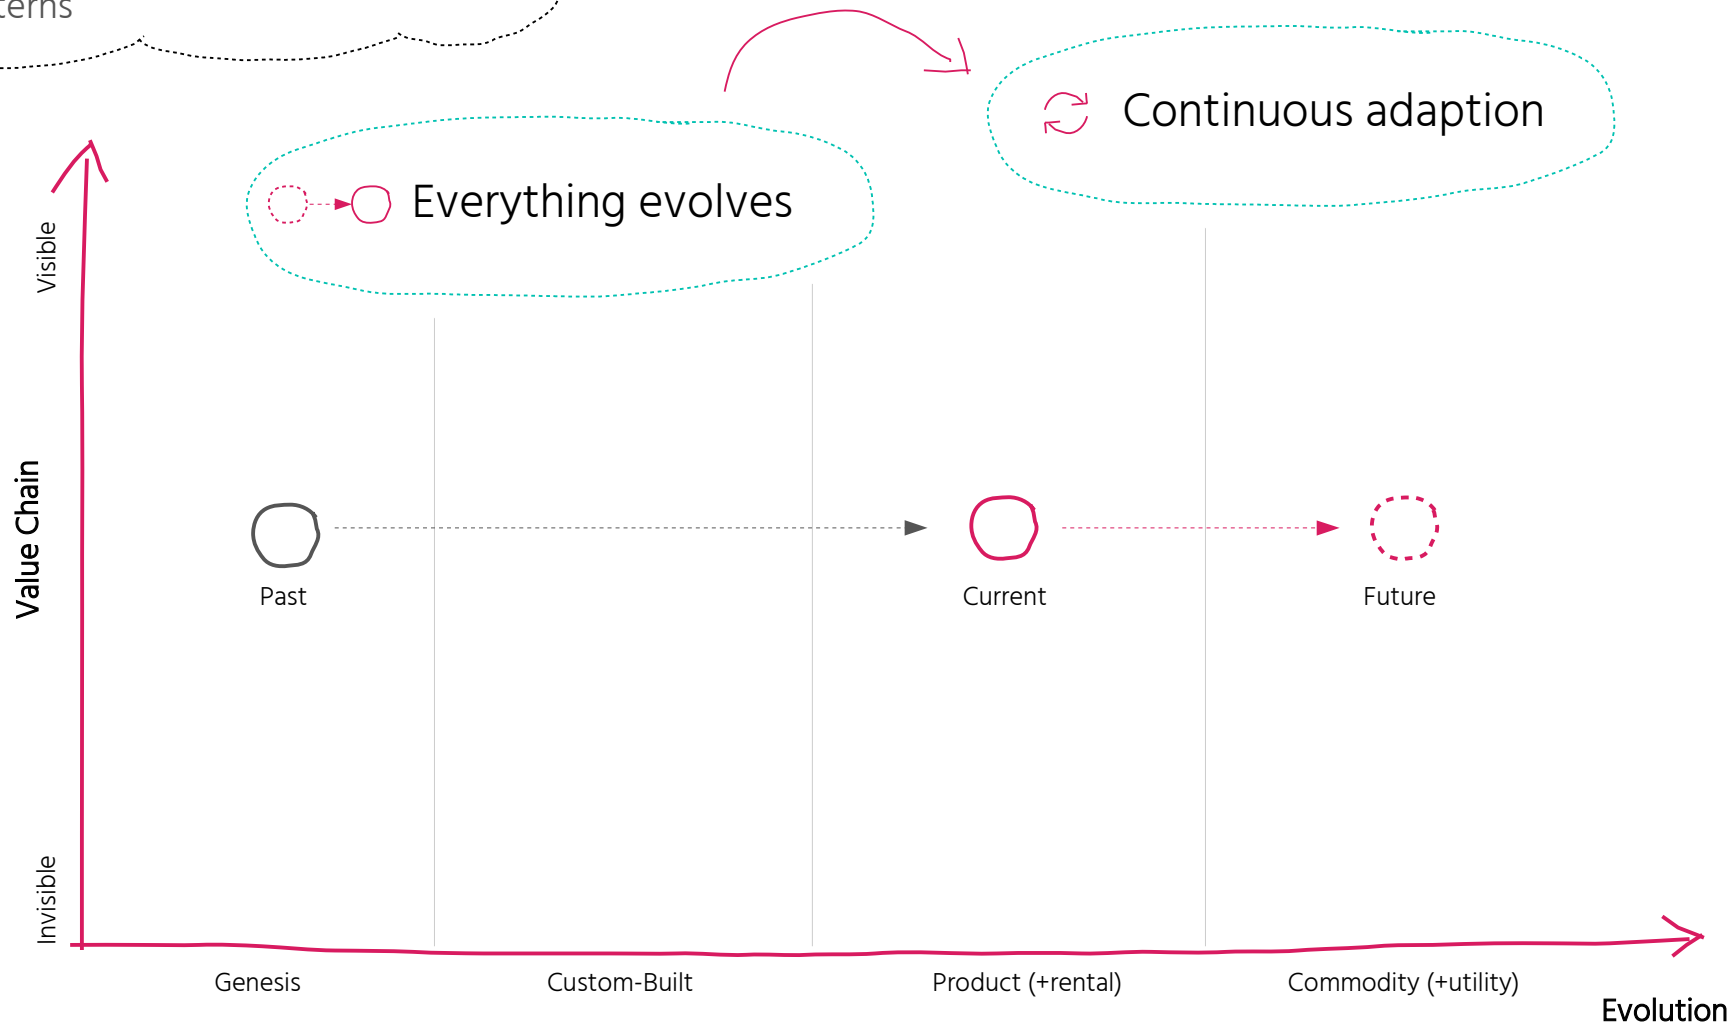 Continuous adaption
Everything evolves
Visible
Value Chain
Invisible
Past
Current
Future
Genesis
Custom-Built
Product (+rental)
Commodity (+utility)
Evolution